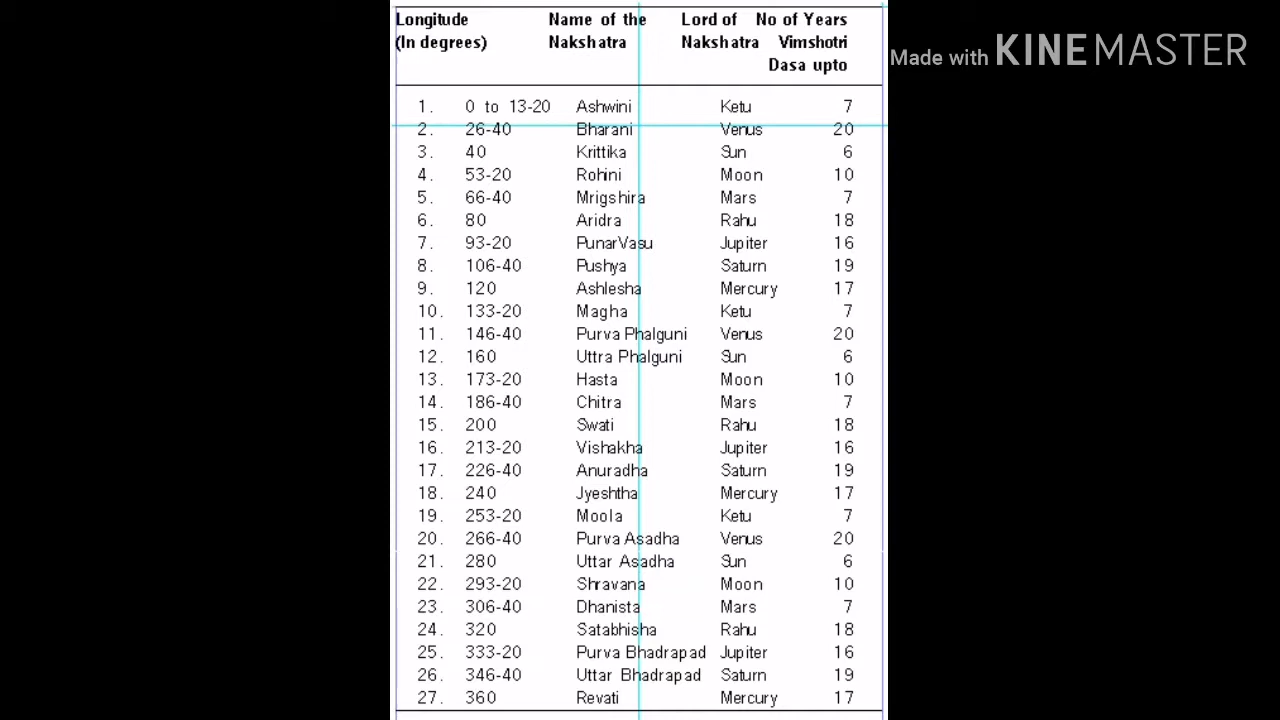 Longitude Name of the Lord of No of Years
(In degrees) Nakshatra Nakshatra Vimshotri
Dasa upto
Made with KINEMASTER
1. 0 to 13-20 Ashwini Ketu 7
2. 26-40 Bharani Venus 20
3. 40 Krittika Sun 6
4. 53-20 Rohini Moon 10
5. 66-40 Mrigshira Mars 7
6. 80 Aridra Rahu 18
7. 93-20 PunarVasu Jupiter 16
8. 106-40 Pushya Saturn 19
9. 120 Ashlesha Mercury 17
10. 133-20 Magha Ketu 7
11. 146-40 Purva Phalguni Venus 20
12. 160 Uttra Phalguni Sun 6
13. 173-20 Hasta Moon 10
14. 186-40 Chitra Mars 7
15. 200 Swati Rahu 18
16. 213-20 Vishakha Jupiter 16
17. 226-40 Anuradha Saturn 19
18. 240 Jyeshtha Mercury 17
19. 253-20 Moola Ketu 7
20. 266-40 Purva Asadha Venus 20
21. 280 Uttar Asadha Sun 6
22. 293-20 Shravana Moon 10
23. 306-40 Dhanista Mars 7
24. 320 Satabhisha Rahu 18
25. 333-20 Purva Bhadrapad Jupiter 16
26. 346-40 Uttar Bhadrapad Saturn 19
27. 360 Revati Mercury 17